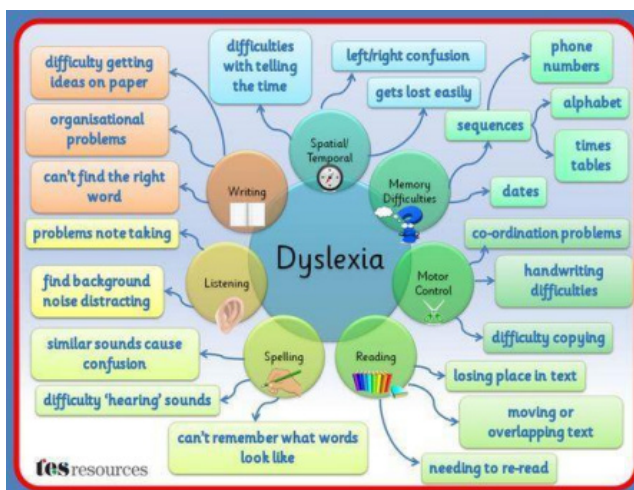 difficulty getting
ideas on paper
organisational
problems
can't find the right
word
Writing
difficulties
with telling
the time
left/right confusion
gets lost easily
Spatial/
Temporal
phone
numbers
sequences
alphabet
times
tables
dates
Memory
Difficulties
Dyslexia
problems note taking
find background
noise distracting
Listening
co-ordination problems
handwriting
difficulties
difficulty copying
Motor
Control
similar sounds cause
confusion
difficulty 'hearing' sounds
can't remember what words
look like
Spelling
Reading
losing place in text
moving or
overlapping text
needing to re-read
tes resources